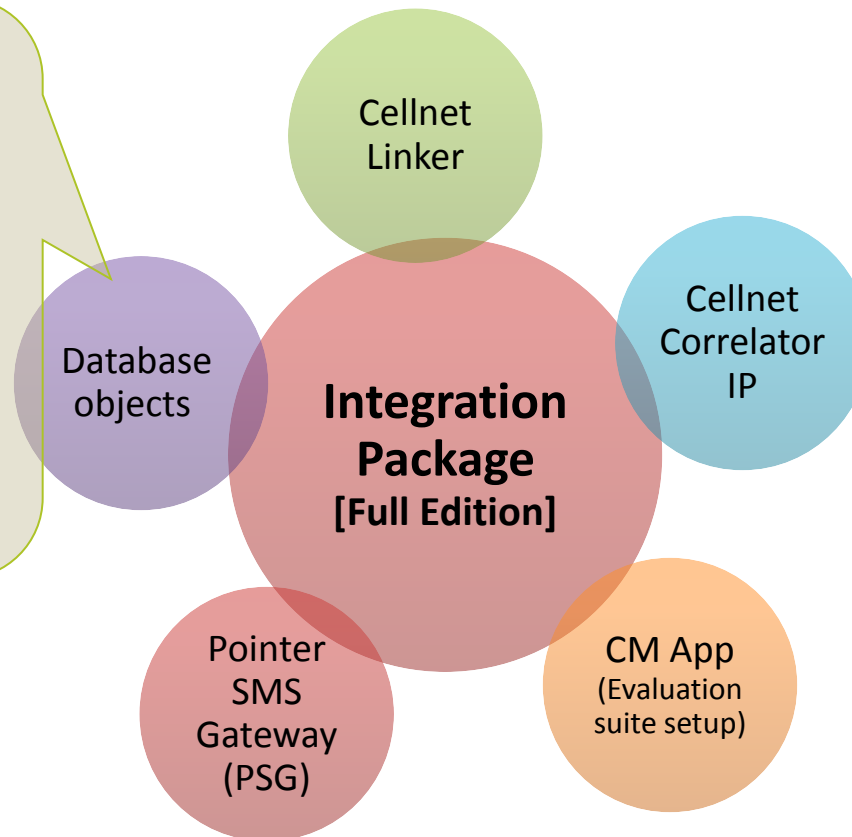 Cellnet
Linker
Cellnet
Correlator
IP
Database
objects
Integration
Package
[Full Edition]
CM App
(Evaluation
suite setup)
Pointer
SMS
Gateway
(PSG)